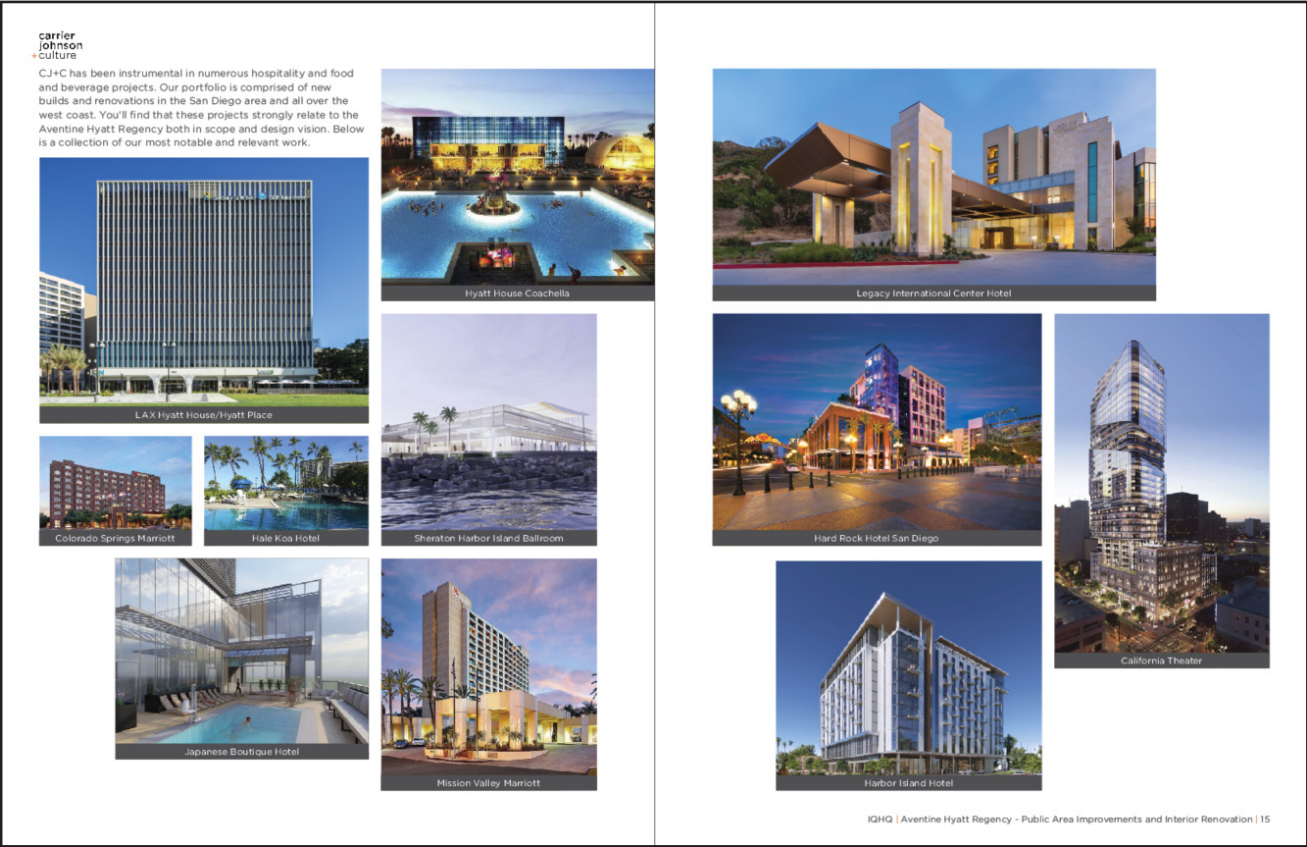 carrier
johnson
+culture
CJ+C has been instrumental in numerous hospitality and food
and beverage projects. Our portfolio is comprised of new
builds and renovations in the San Diego area and all over the
west coast. You'll find that these projects strongly relate to the
Aventine Hyatt Regency both in scope and design vision. Below
is a collection of our most notable and relevant work.
Hyatt House Coachella
LAX Hyatt House/Hyatt Place
Colorado Springs Marriott
Hale Koa Hotel
Sheraton Harbor Island Ballroom
Japanese Boutique Hotel
Mission Valley Marriott
Legacy International Center Hotel
Hard Rock Hotel San Diego
California Theater
Harbor Island Hotel
IQHQ | Aventine Hyatt Regency - Public Area Improvements and Interior Renovation | 15